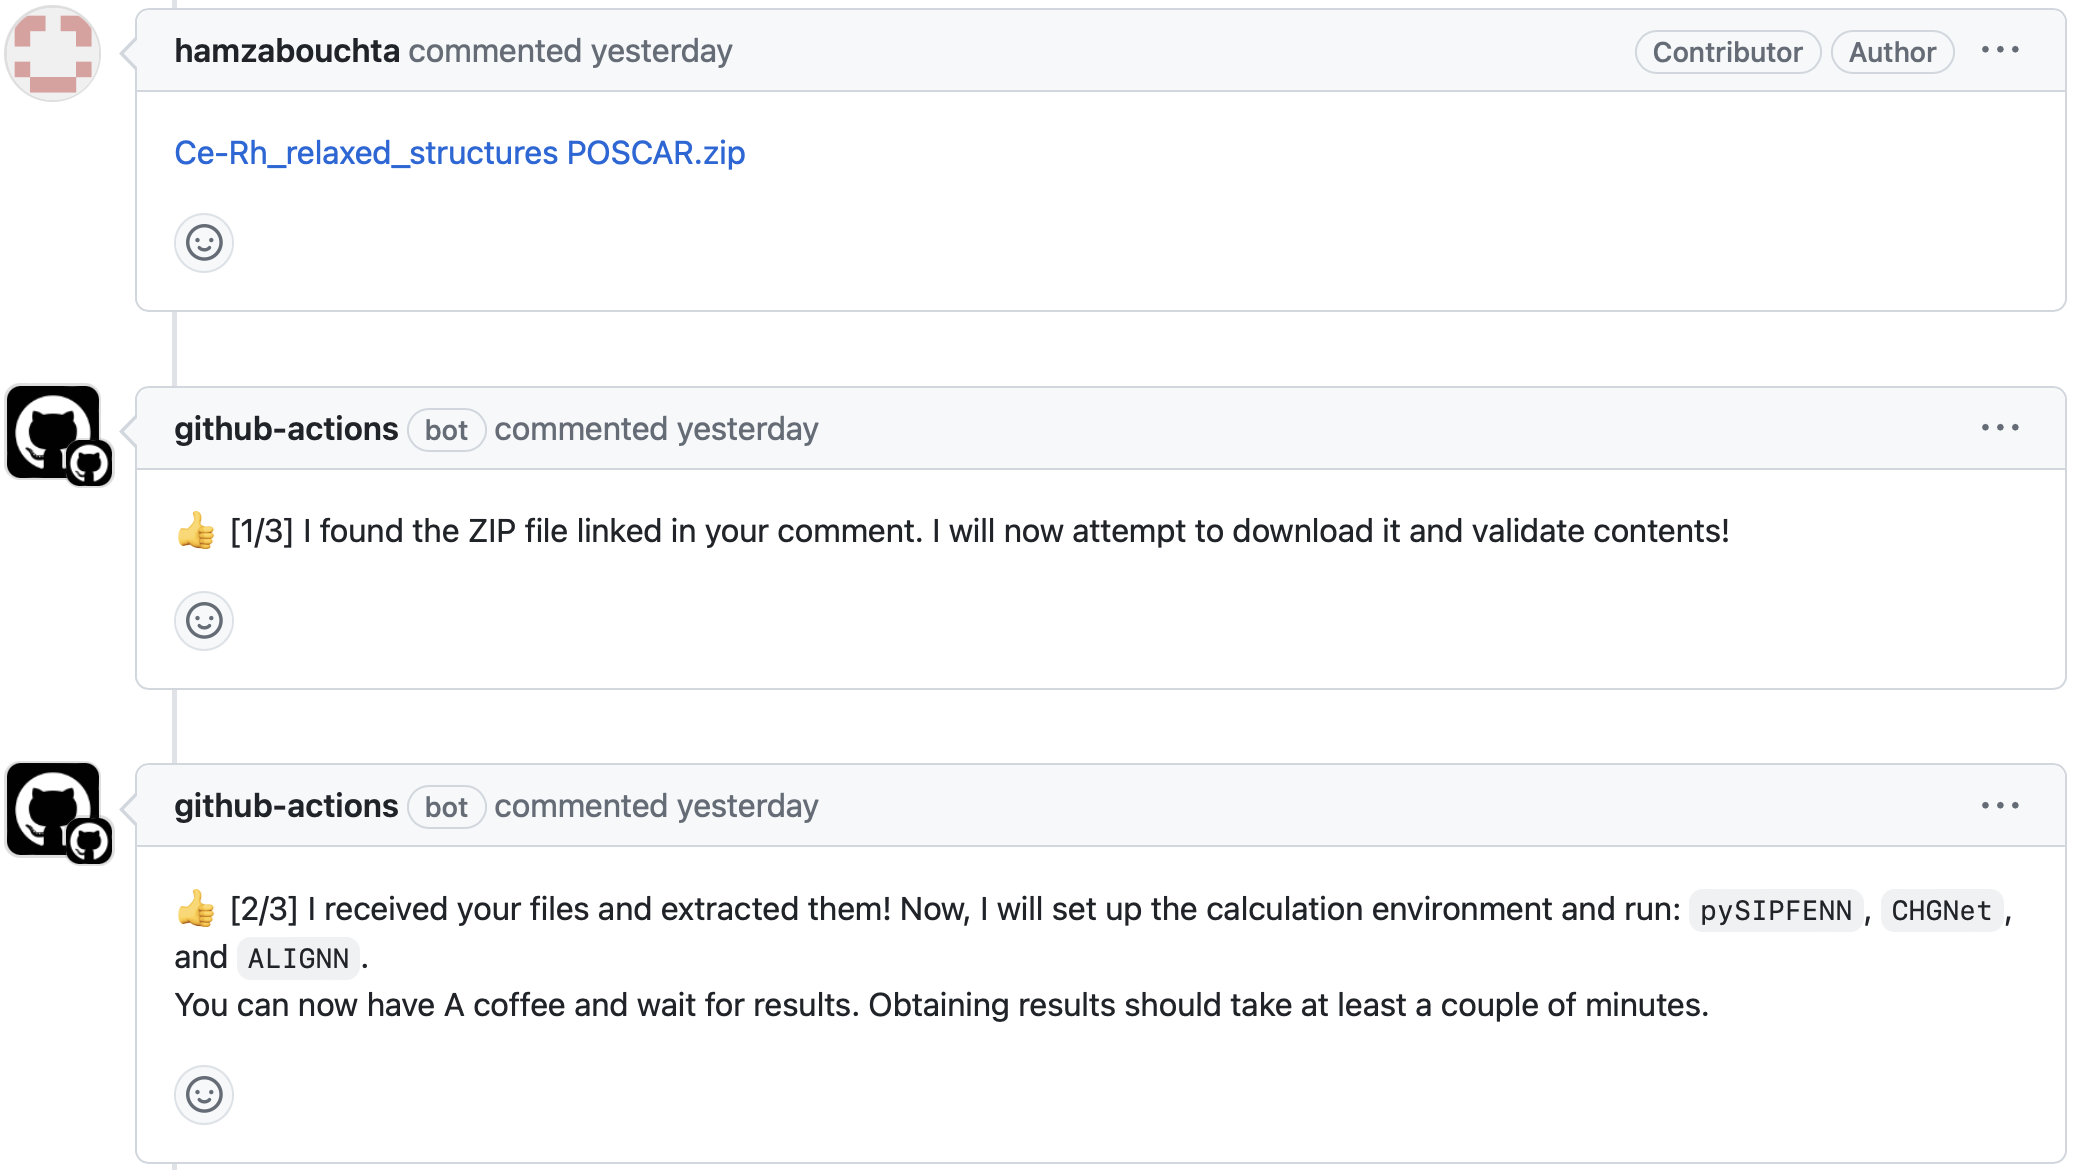 hamzabouchta commented yesterday Contributor Author
Ce-Rh_relaxed_structures POSCAR.zip
github-actions bot commented yesterday
👍 [1/3] I found the ZIP file linked in your comment. I will now attempt to download it and validate contents!
github-actions bot commented yesterday
👍 [2/3] I received your files and extracted them! Now, I will set up the calculation environment and run: pySIPFENN, CHGNet,
and ALIGNN.
You can now have A coffee and wait for results. Obtaining results should take at least a couple of minutes.